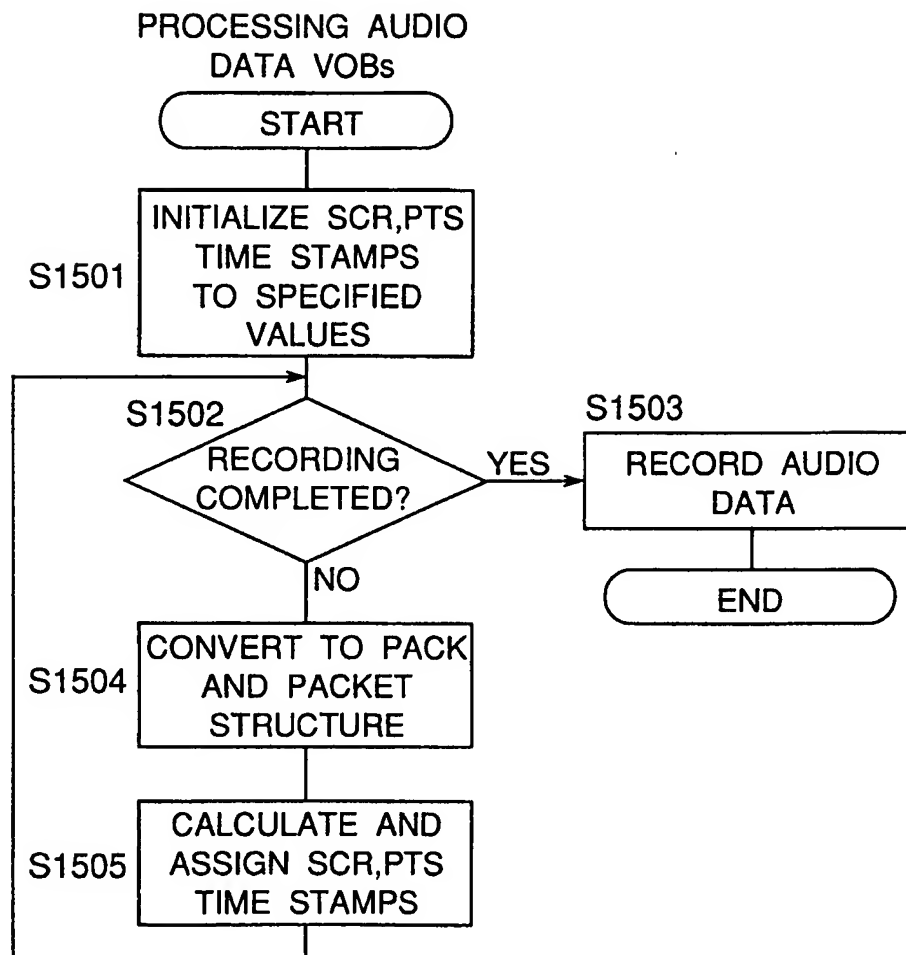 PROCESSING AUDIO
DATA VOBs
START
INITIALIZE SCR,PTS
TIME STAMPS
TO SPECIFIED
VALUES
S1501
S1502
RECORDING
COMPLETED?
YES
S1503
RECORD AUDIO
DATA
END
NO
CONVERT TO PACK
AND PACKET
STRUCTURE
S1504
CALCULATE AND
ASSIGN SCR,PTS
TIME STAMPS
S1505